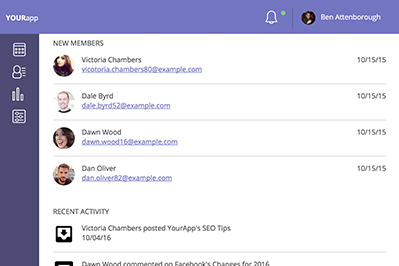 YOURapp
Ben Attenborough
NEW MEMBERS
Victoria Chambers 10/15/15
vicotoria.chambers80@example.com
Dale Byrd 10/15/15
dale.byrd52@example.com
Dawn Wood 10/15/15
dawn.wood16@example.com
Dan Oliver 10/15/15
dan.oliver82@example.com
RECENT ACTIVITY
Victoria Chambers posted YourApp's SEO Tips
10/04/16
Dawn Wood commented on Facebook's Changes for 2016